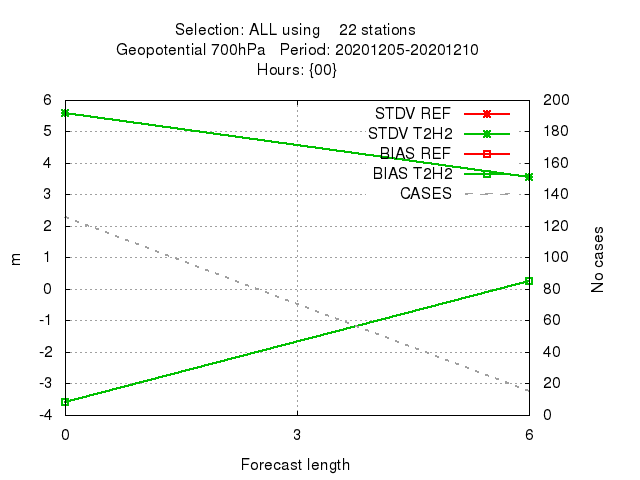 Selection: ALL using    22 stations
Geopotential 700hPa   Period: 20201205-20201210
Hours: {00}
6 200
STDV REF
5 180
STDV T2H2
BIAS REF
4 160
BIAS T2H2
3 140
CASES
2 120
1 100
m
No cases
0 80
-1 60
-2 40
-3 20
-4 0
0 3 6
Forecast length